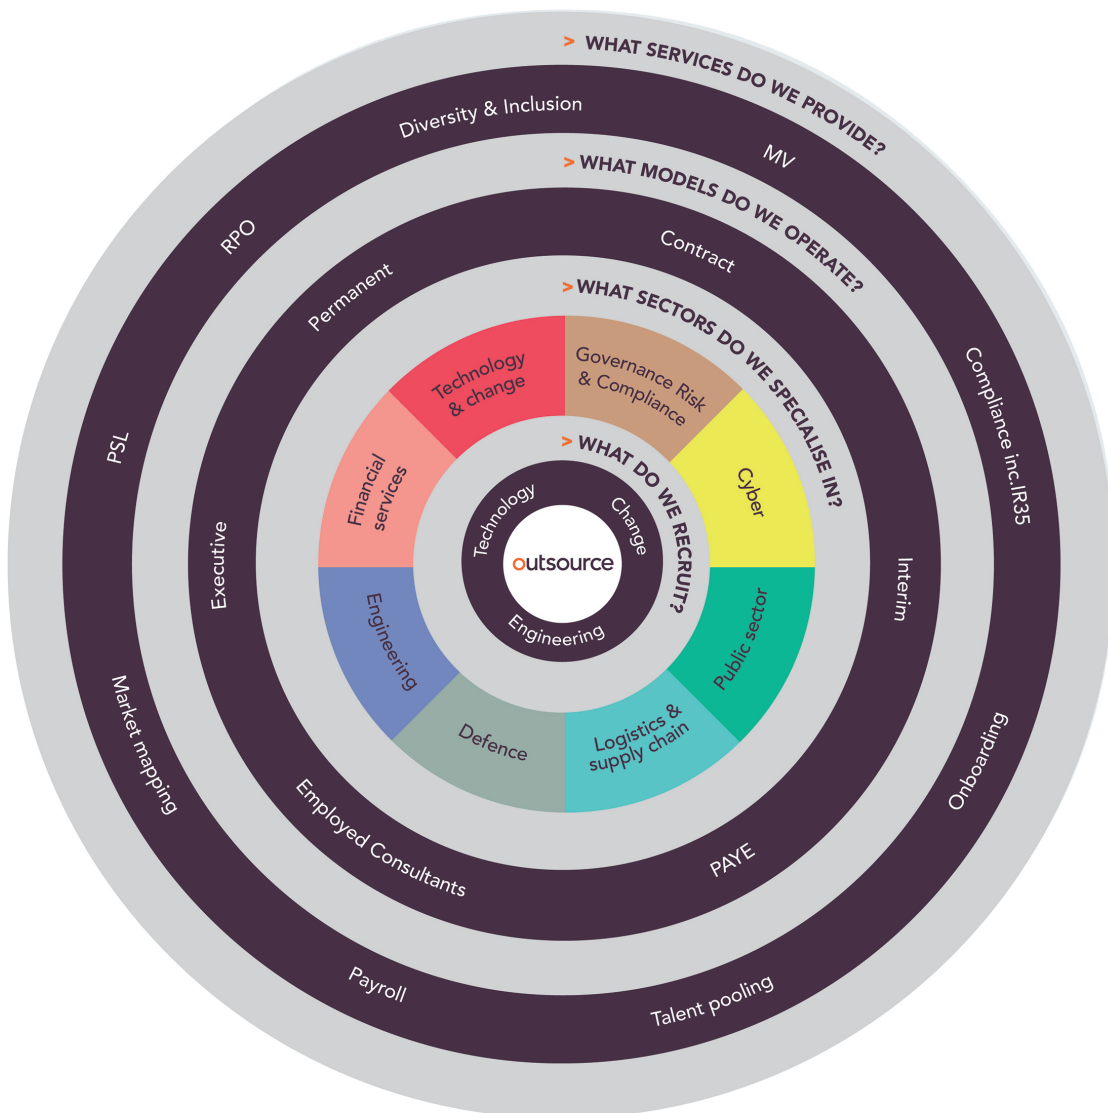 > WHAT SERVICES DO WE PROVIDE?
Diversity & Inclusion
MV
Compliance inc.IR35
Onboarding
Talent pooling
Payroll
Market mapping
PSL
RPO
> WHAT MODELS DO WE OPERATE?
Contract
Interim
PAYE
Employed Consultants
Executive
Permanent
> WHAT SECTORS DO WE SPECIALISE IN?
Governance Risk
& Compliance
Cyber
Public sector
Logistics &
supply chain
Defence
Engineering
Financial
services
Technology
& change
> WHAT DO WE RECRUIT?
Technology
Change
Engineering
outsource